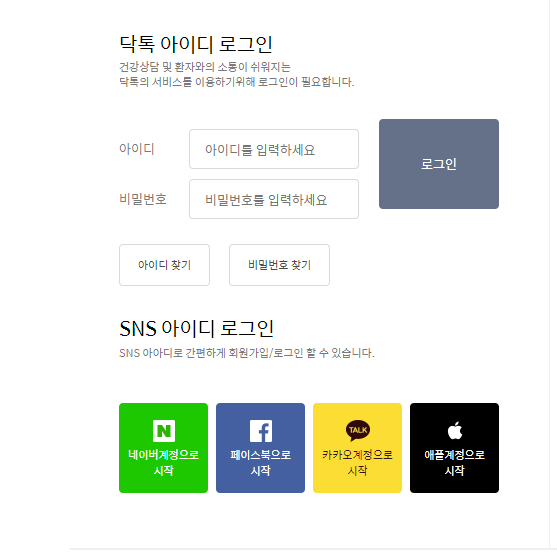 닥톡 아이디 로그인
건강상담 및 환자와의 소통이 쉬워지는
닥톡의 서비스를 이용하기위해 로그인이 필요합니다.
아이디
아이디를 입력하세요
로그인
비밀번호
비밀번호를 입력하세요
아이디 찾기
비밀번호 찾기
SNS 아이디 로그인
SNS 아아디로 간편하게 회원가입/로그인 할 수 있습니다.
N
네이버계정으로
시작
f
페이스북으로
시작
TALK
카카오계정으로
시작
애플계정으로
시작